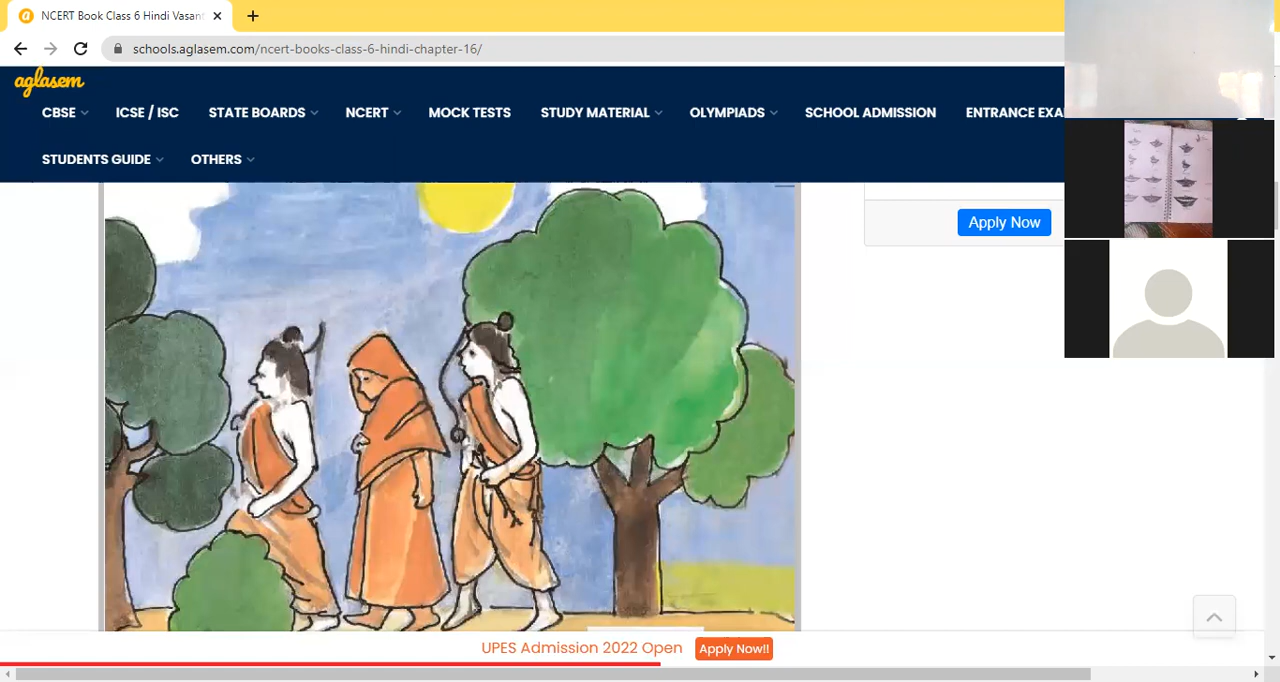 NCERT Book Class 6 Hindi Vasant
schools.aglasem.com/ncert-books-class-6-hindi-chapter-16/
aglasem
CBSE ICSE / ISC STATE BOARDS NCERT MOCK TESTS STUDY MATERIAL OLYMPIADS SCHOOL ADMISSION ENTRANCE EXA
STUDENTS GUIDE OTHERS
Apply Now
UPES Admission 2022 Open Apply Now!!